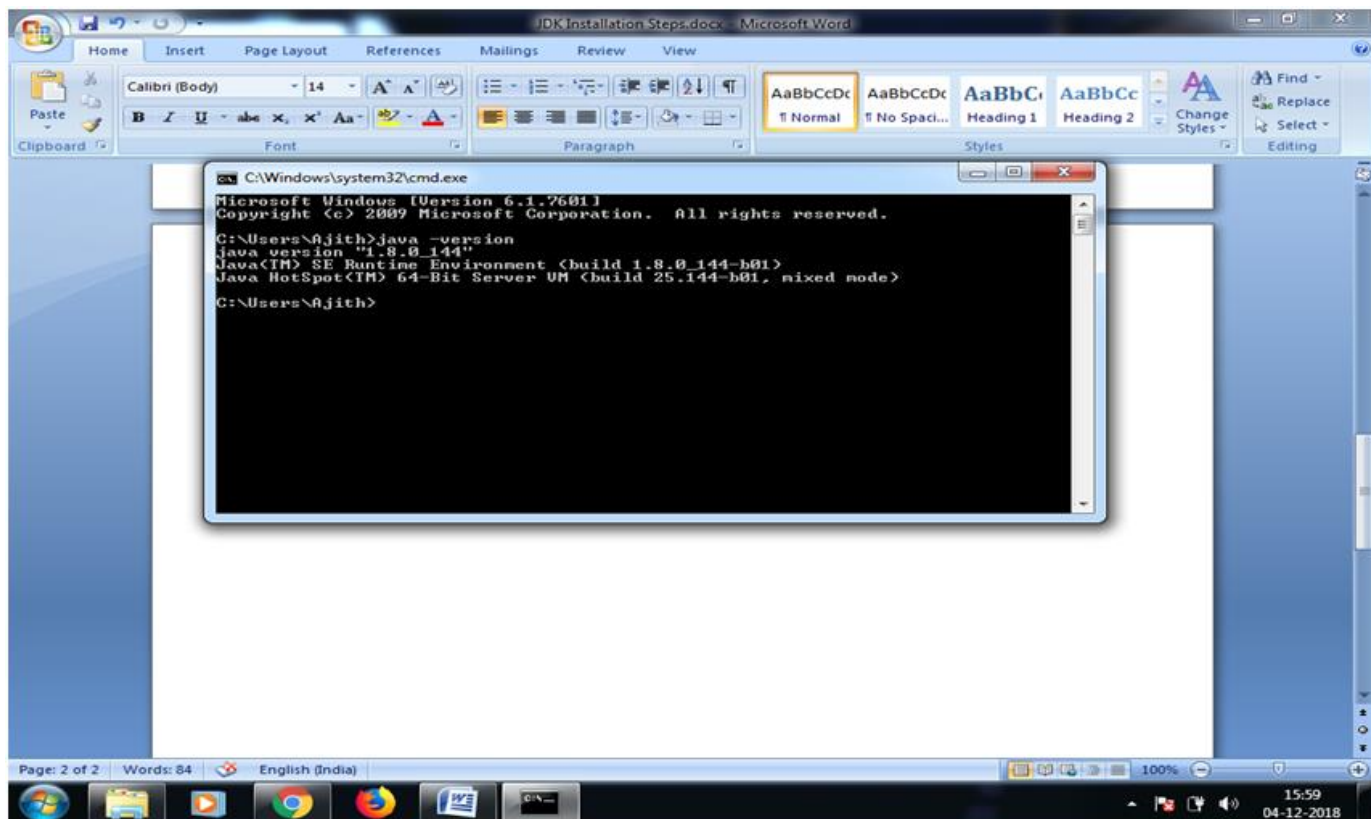 JDK Installation Steps.docx - Microsoft Word
Home Insert Page Layout References Mailings Review View
Paste
Calibri (Body) 14
B I U abe x, x² Aa A
AaBbCcDc AaBbCcDc AaBbC AaBbCc
¶ Normal ¶ No Spaci... Heading 1 Heading 2
Change Styles
Find
Replace
Select
Clipboard Font Paragraph Styles Editing
C:\Windows\system32\cmd.exe
Microsoft Windows [Version 6.1.7601]
Copyright (c) 2009 Microsoft Corporation. All rights reserved.
C:\Users\Ajith>java -version
java version "1.8.0_144"
Java(TM) SE Runtime Environment (build 1.8.0_144-b01)
Java HotSpot(TM) 64-Bit Server VM (build 25.144-b01, mixed mode)
C:\Users\Ajith>
Page: 2 of 2 Words: 84 English (India) 100%
15:59
04-12-2018